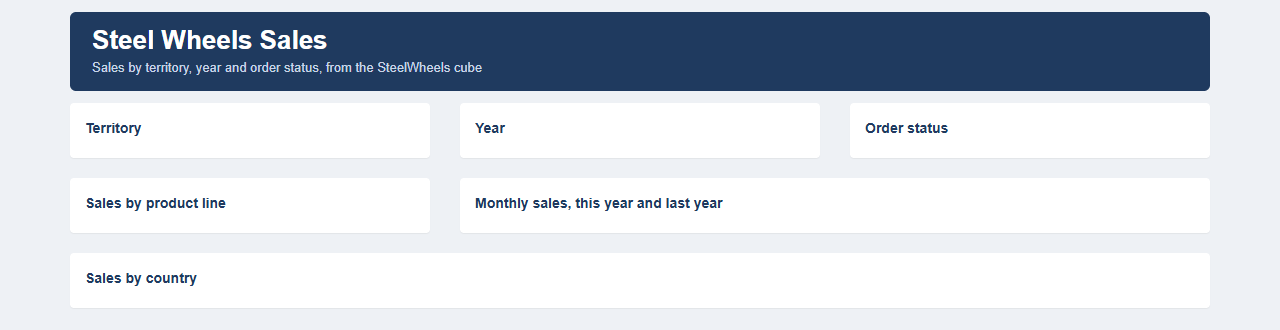 Steel Wheels Sales
Sales by territory, year and order status, from the SteelWheels cube
Territory
Year
Order status
Sales by product line
Monthly sales, this year and last year
Sales by country